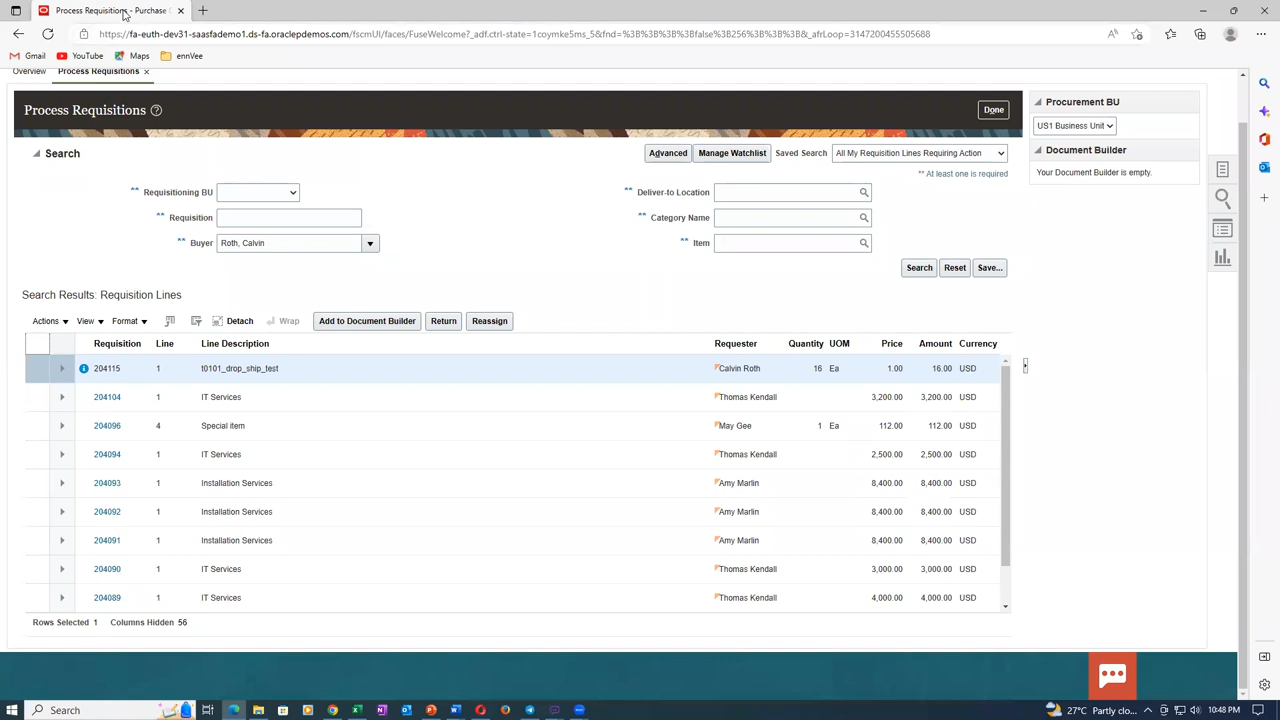 Process Requisitions - Purchase O
https://fa-euth-dev31-saasfademo1.ds-fa.oraclepdemos.com/fscmUI/faces/FuseWelcome?_adf.ctrl-state=1coymke5ms_5&fnd=%3B%3B%3B%3Bfalse%3B256%3B%3B%3B&_afrLoop=3147200455505688
Gmail YouTube Maps ennVee
Overview Process Requisitions ×
Process Requisitions ? Done
Procurement BU
US1 Business Unit
Document Builder
Your Document Builder is empty.
Search Advanced Manage Watchlist Saved Search All My Requisition Lines Requiring Action
** At least one is required
** Requisitioning BU ** Deliver-to Location
** Requisition ** Category Name
** Buyer Roth, Calvin ** Item
Search Reset Save...
Search Results: Requisition Lines
Actions View Format Detach Wrap Add to Document Builder Return Reassign
Requisition Line Line Description Requester Quantity UOM Price Amount Currency
204115 1 t0101_drop_ship_test Calvin Roth 16 Ea 1.00 16.00 USD
204104 1 IT Services Thomas Kendall 3,200.00 3,200.00 USD
204096 4 Special item May Gee 1 Ea 112.00 112.00 USD
204094 1 IT Services Thomas Kendall 2,500.00 2,500.00 USD
204093 1 Installation Services Amy Marlin 8,400.00 8,400.00 USD
204092 1 Installation Services Amy Marlin 8,400.00 8,400.00 USD
204091 1 Installation Services Amy Marlin 8,400.00 8,400.00 USD
204090 1 IT Services Thomas Kendall 3,000.00 3,000.00 USD
204089 1 IT Services Thomas Kendall 4,000.00 4,000.00 USD
Rows Selected 1 Columns Hidden 56
Search 27°C Partly clo... 10:48 PM